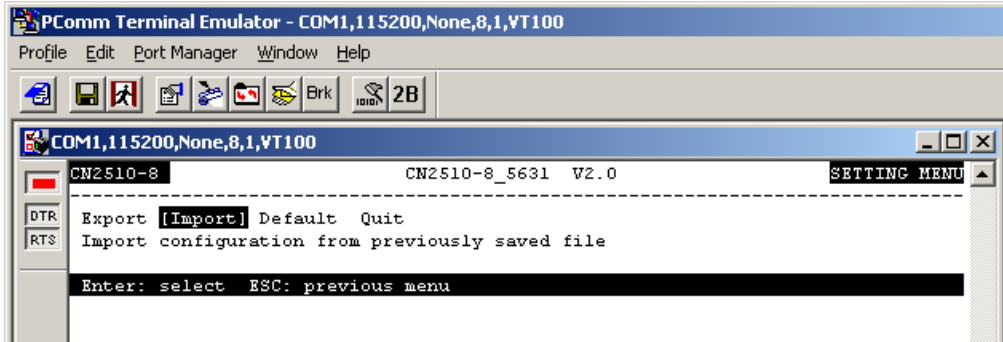 PComm Terminal Emulator - COM1,115200,None,8,1,VT100
Profile Edit Port Manager Window Help
Brk 2B
COM1,115200,None,8,1,VT100
CN2510-8 CN2510-8_5631 V2.0 SETTING MENU
--------------------------------------------------------------------------------
DTR Export [Import] Default Quit
RTS Import configuration from previously saved file
Enter: select ESC: previous menu